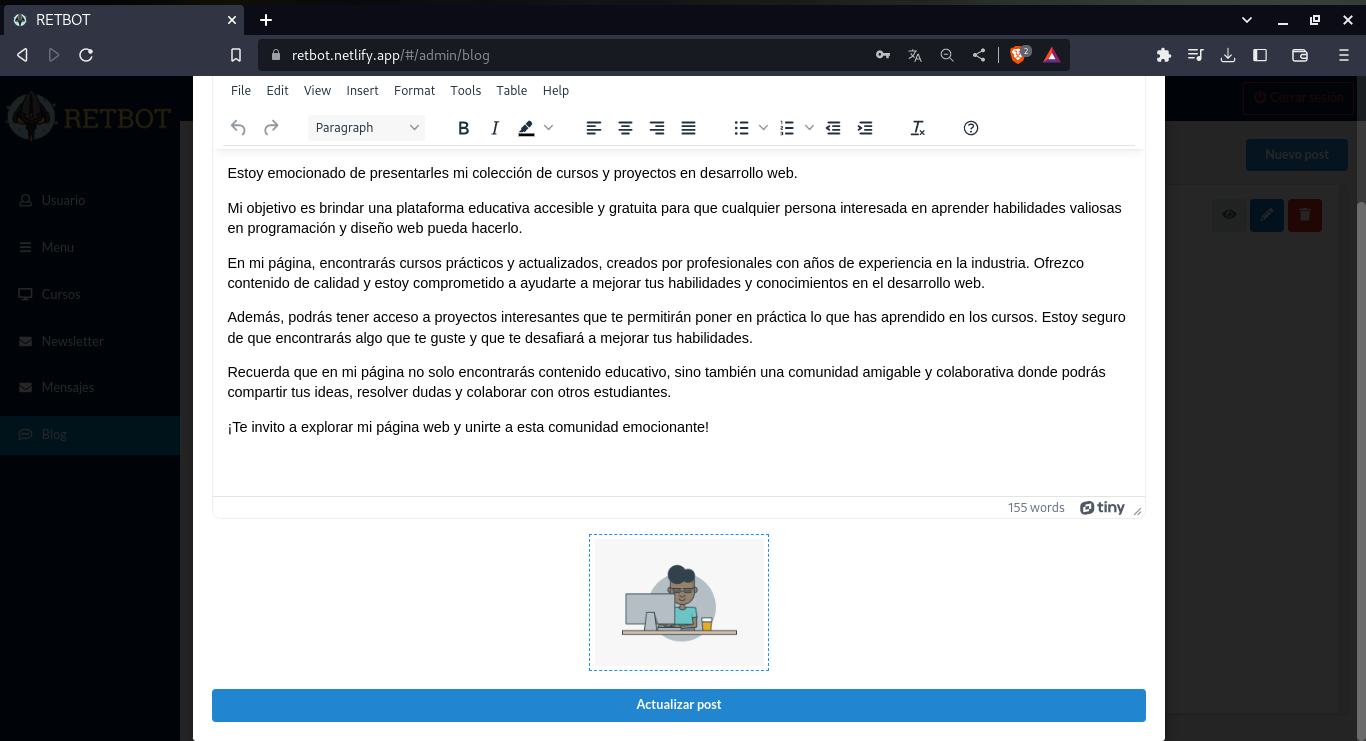 RETBOT
retbot.netlify.app/#/admin/blog
2
RETBOT
Cerrar sesión
Nuevo post
Usuario
Menu
Cursos
Newsletter
Mensajes
Blog
File Edit View Insert Format Tools Table Help
Paragraph
B I
Estoy emocionado de presentarles mi colección de cursos y proyectos en desarrollo web.
Mi objetivo es brindar una plataforma educativa accesible y gratuita para que cualquier persona interesada en aprender habilidades valiosas
en programación y diseño web pueda hacerlo.
En mi página, encontrarás cursos prácticos y actualizados, creados por profesionales con años de experiencia en la industria. Ofrezco
contenido de calidad y estoy comprometido a ayudarte a mejorar tus habilidades y conocimientos en el desarrollo web.
Además, podrás tener acceso a proyectos interesantes que te permitirán poner en práctica lo que has aprendido en los cursos. Estoy seguro
de que encontrarás algo que te guste y que te desafiará a mejorar tus habilidades.
Recuerda que en mi página no solo encontrarás contenido educativo, sino también una comunidad amigable y colaborativa donde podrás
compartir tus ideas, resolver dudas y colaborar con otros estudiantes.
¡Te invito a explorar mi página web y unirte a esta comunidad emocionante!
155 words tiny
Actualizar post